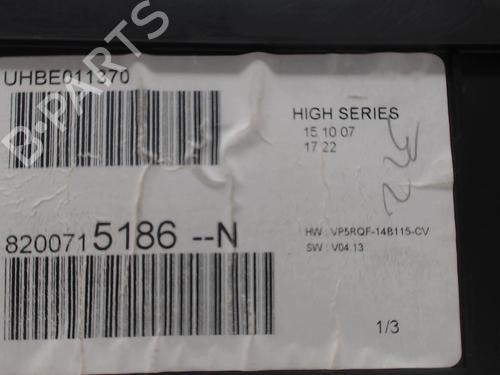 UHBE011370
HIGH SERIES
15 10 07
17 22
B-PARTS
8200715186 --N
HW : VP5RQF-14B115-CV
SW : V04.13
1/3